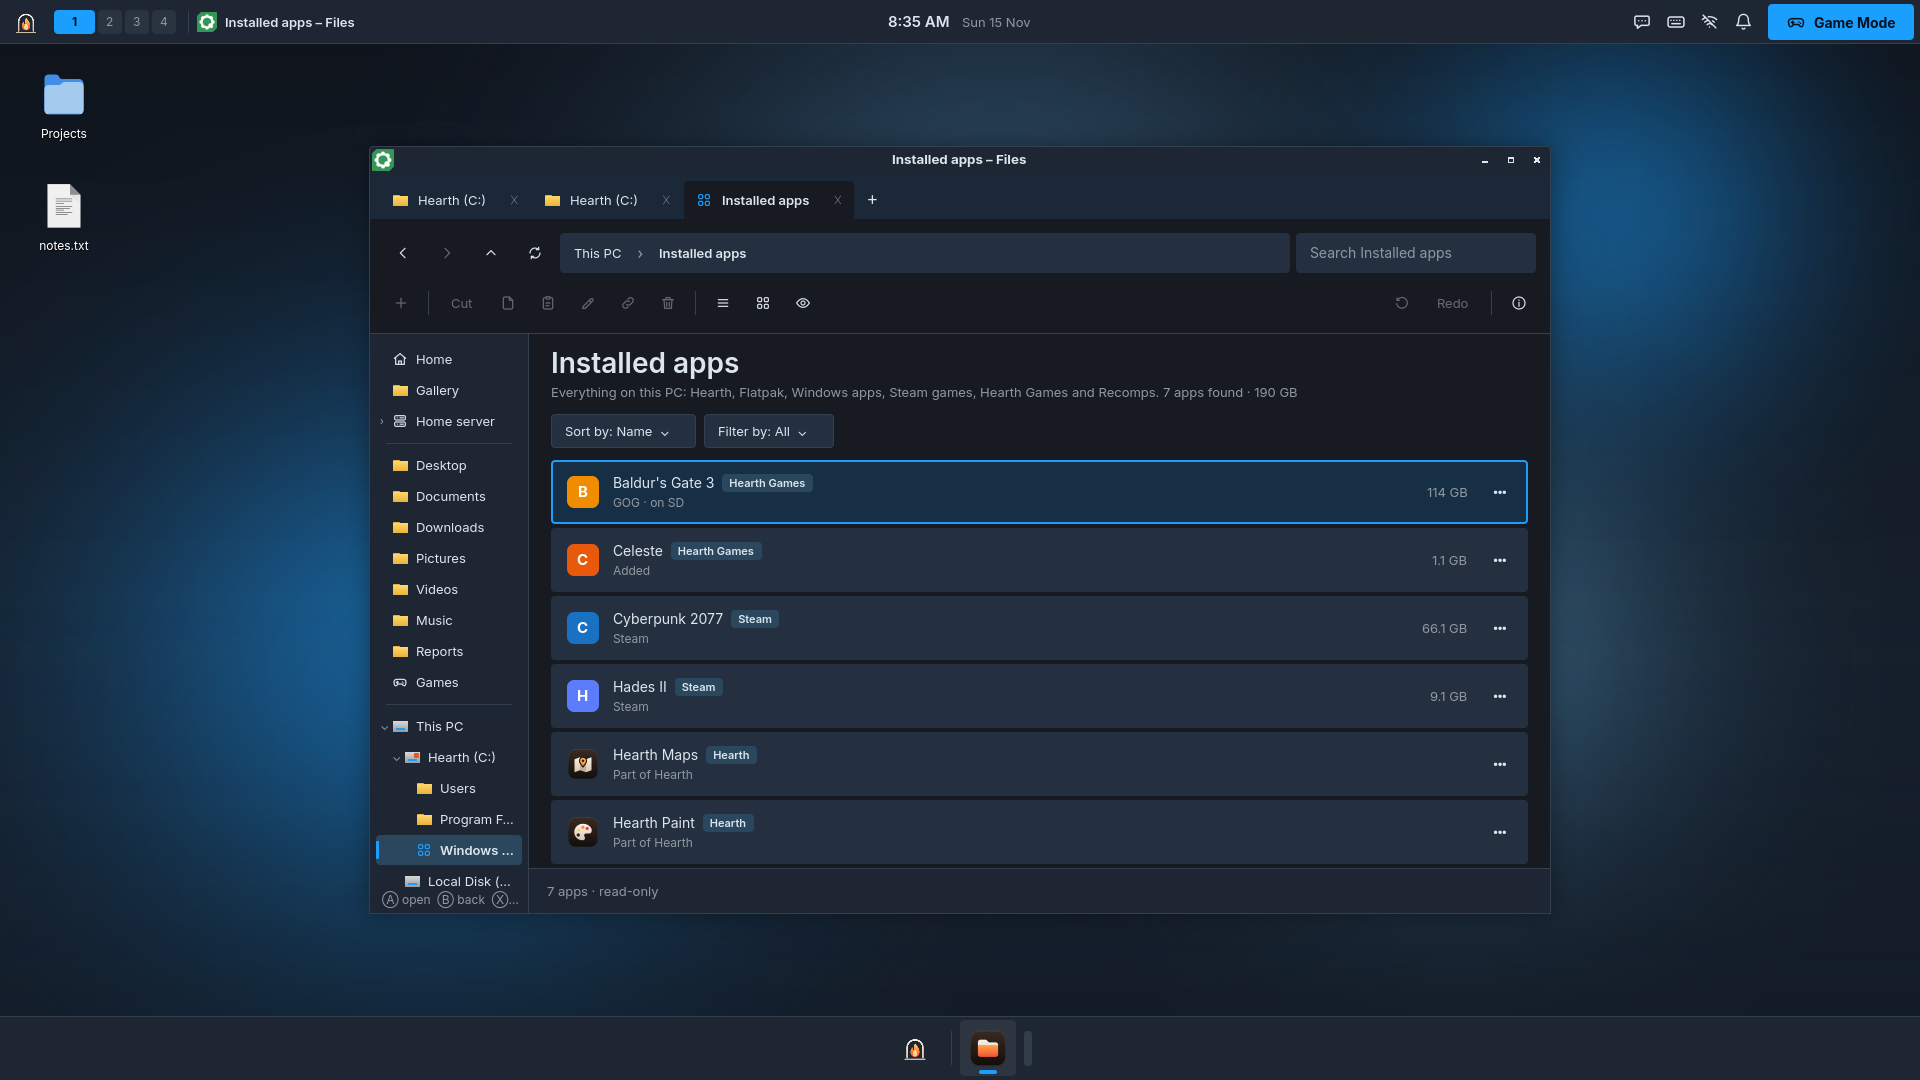 1 2 3 4 Installed apps – Files 8:35 AM Sun 15 Nov Game Mode
Projects
notes.txt
Installed apps – Files
Hearth (C:) X Hearth (C:) X Installed apps X +
This PC › Installed apps Search Installed apps
Cut Redo
Home
Gallery
Home server
Desktop
Documents
Downloads
Pictures
Videos
Music
Reports
Games
This PC
Hearth (C:)
Users
Program F...
Windows ...
Local Disk (...
A open B back X...
Installed apps
Everything on this PC: Hearth, Flatpak, Windows apps, Steam games, Hearth Games and Recomps. 7 apps found · 190 GB
Sort by: Name Filter by: All
B Baldur's Gate 3 Hearth Games
GOG · on SD
114 GB
C Celeste Hearth Games
Added
1.1 GB
C Cyberpunk 2077 Steam
Steam
66.1 GB
H Hades II Steam
Steam
9.1 GB
Hearth Maps Hearth
Part of Hearth
Hearth Paint Hearth
Part of Hearth
7 apps · read-only